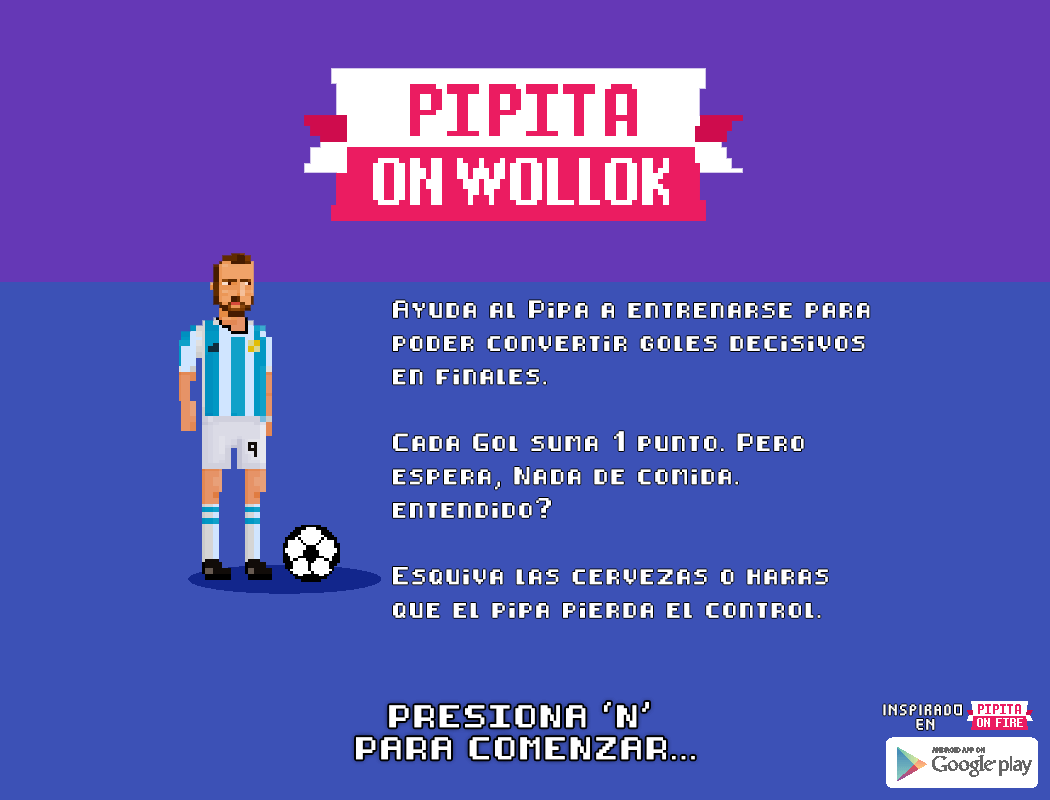 PIPITA
ON WOLLOK
Ayuda al Pipa a entrenarse para
poder convertir goles decisivos
en finales.
Cada Gol suma 1 punto. Pero
espera, Nada de comida.
entendido?
9
Esquiva las cervezas o haras
que el pipa pierda el control.
PRESIONA 'N'
PARA COMENZAR...
INSPIRADO
EN
PIPITA
ON FIRE
ANDROID APP ON
Google play